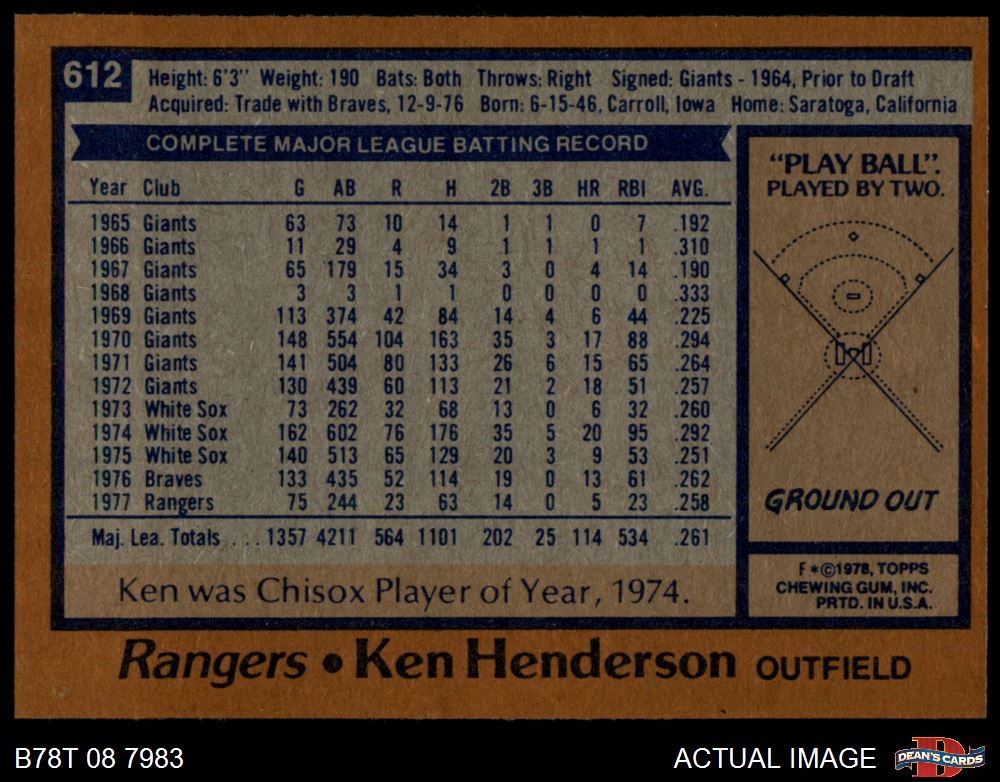 612
Height: 6'3" Weight: 190 Bats: Both Throws: Right Signed: Giants - 1964, Prior to Draft
Acquired: Trade with Braves, 12-9-76 Born: 6-15-46, Carroll, Iowa Home: Saratoga, California
COMPLETE MAJOR LEAGUE BATTING RECORD
Year Club G AB R H 2B 3B HR RBI AVG.
1965 Giants 63 73 10 14 1 1 0 7 .192
1966 Giants 11 29 4 9 1 1 1 1 .310
1967 Giants 65 179 15 34 3 0 4 14 .190
1968 Giants 3 3 1 1 0 0 0 0 .333
1969 Giants 113 374 42 84 14 4 6 44 .225
1970 Giants 148 554 104 163 35 3 17 88 .294
1971 Giants 141 504 80 133 26 6 15 65 .264
1972 Giants 130 439 60 113 21 2 18 51 .257
1973 White Sox 73 262 32 68 13 0 6 32 .260
1974 White Sox 162 602 76 176 35 5 20 95 .292
1975 White Sox 140 513 65 129 20 3 9 53 .251
1976 Braves 133 435 52 114 19 0 13 61 .262
1977 Rangers 75 244 23 63 14 0 5 23 .258
Maj. Lea. Totals . . . 1357 4211 564 1101 202 25 114 534 .261
Ken was Chisox Player of Year, 1974.
"PLAY BALL".
PLAYED BY TWO.
GROUND OUT
F *©1978, TOPPS
CHEWING GUM, INC.
PRTD. IN U.S.A.
Rangers • Ken Henderson OUTFIELD
B78T 08 7983
ACTUAL IMAGE
D
DEAN'S CARDS